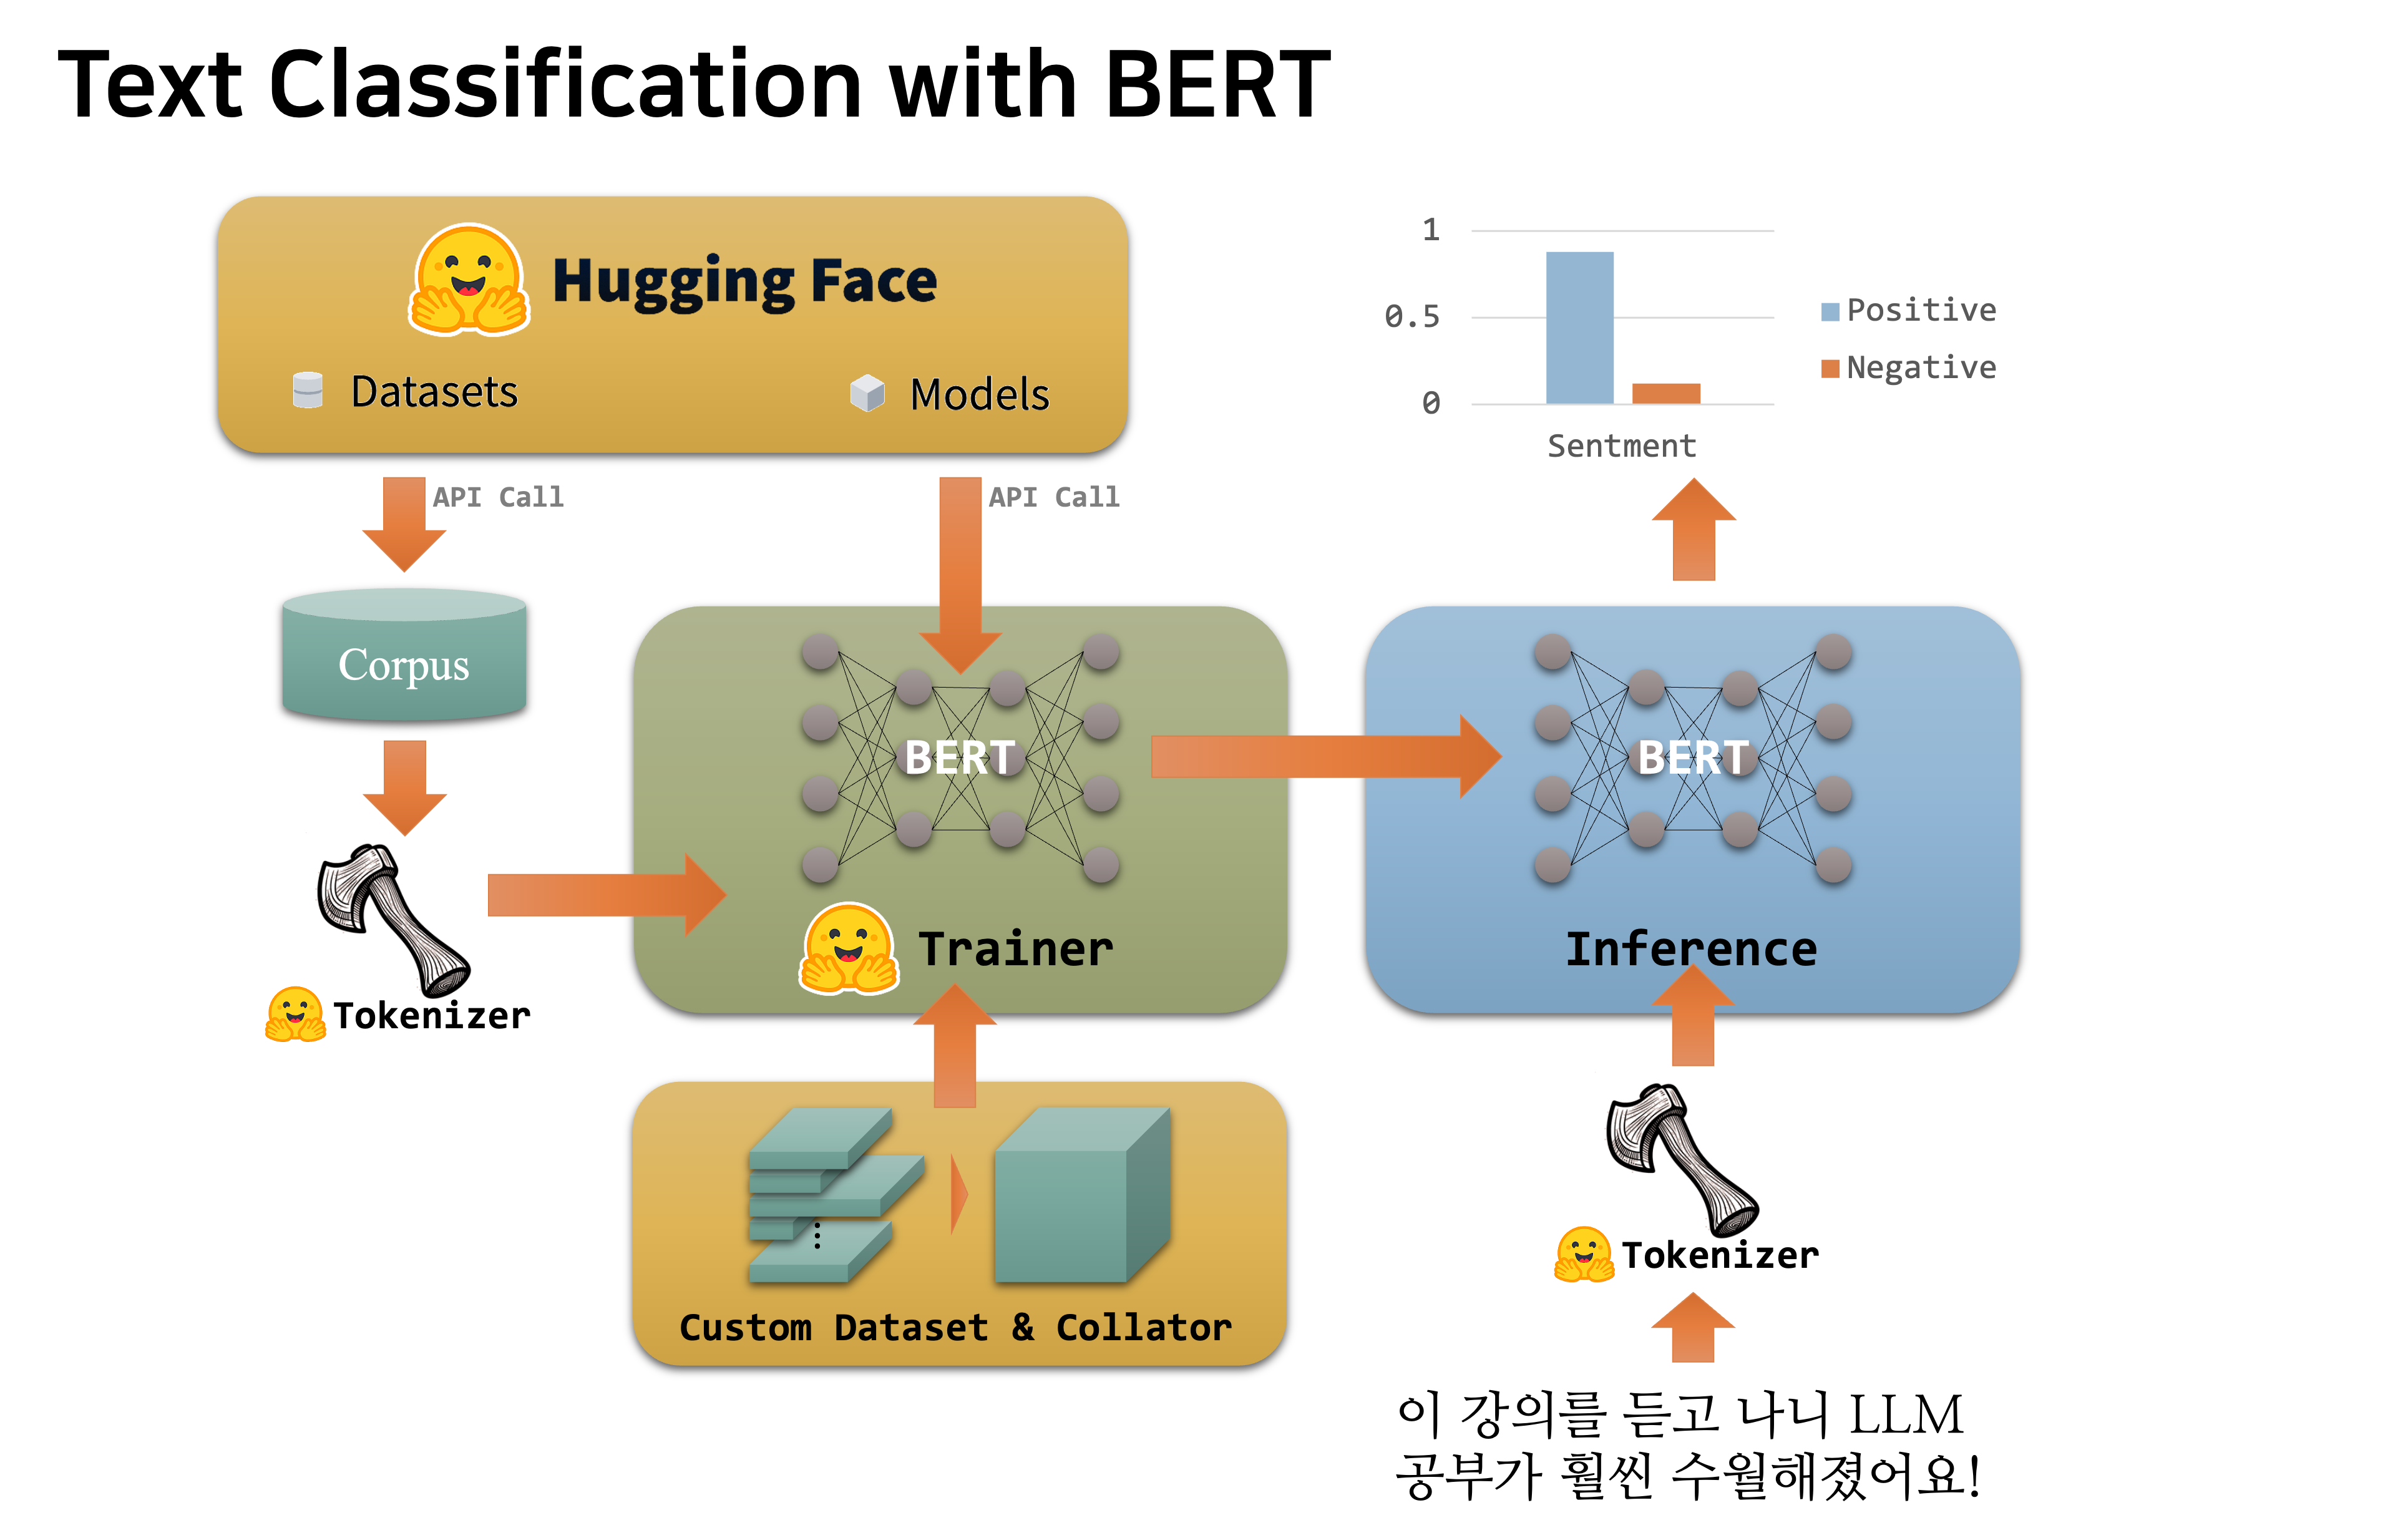 Text Classification with BERT
Hugging Face
Datasets
Models
API Call
API Call
Corpus
Tokenizer
BERT
Trainer
Custom Dataset & Collator
1
0.5
0
Sentment
Positive
Negative
BERT
Inference
Tokenizer
이 강의를 듣고 나니 LLM
공부가 훨씬 수월해졌어요!